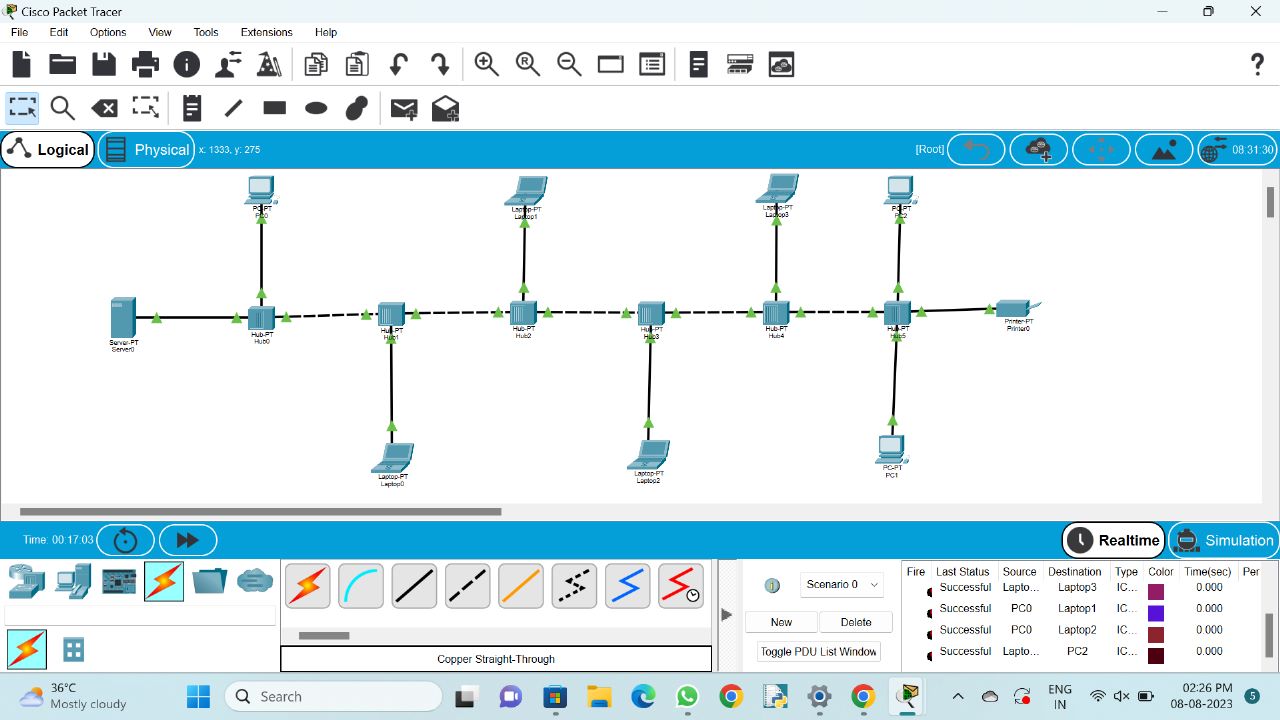 Cisco Packet Tracer
File Edit Options View Tools Extensions Help
Logical Physical x: 1333, y: 275 [Root] 08:31:30
PC-PT
PC0
Laptop-PT
Laptop1
Laptop-PT
Laptop3
PC-PT
PC2
Server-PT
Server0
Hub-PT
Hub0
Hub-PT
Hub1
Hub-PT
Hub2
Hub-PT
Hub3
Hub-PT
Hub4
Hub-PT
Hub5
Printer-PT
Printer0
Laptop-PT
Laptop0
Laptop-PT
Laptop2
PC-PT
PC1
Time: 00:17:03 Realtime Simulation
Scenario 0
New Delete
Toggle PDU List Window
Fire Last Status Source Destination Type Color Time(sec) Per
Successful Lapto... Laptop3 IC... 0.000
Successful PC0 Laptop1 IC... 0.000
Successful PC0 Laptop2 IC... 0.000
Successful Lapto... PC2 IC... 0.000
Copper Straight-Through
36°C
Mostly cloudy
Search
ENG
IN
02:26 PM
08-08-2023
5